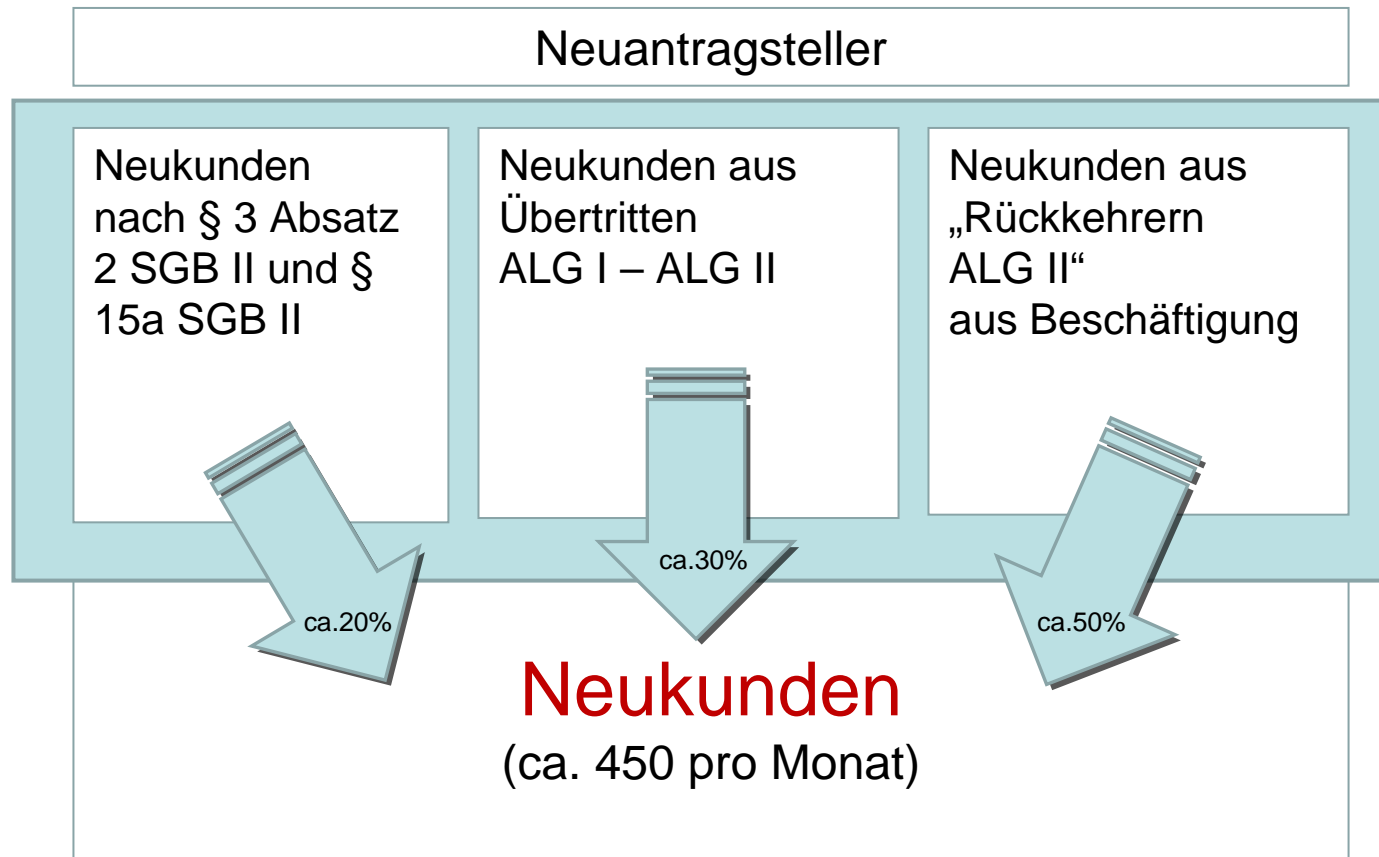 Neuantragsteller
Neukunden
nach § 3 Absatz
2 SGB II und §
15a SGB II
Neukunden aus
Übertritten
ALG I – ALG II
Neukunden aus
„Rückkehrern
ALG II“
aus Beschäftigung
ca.20%
ca.30%
ca.50%
Neukunden
(ca. 450 pro Monat)